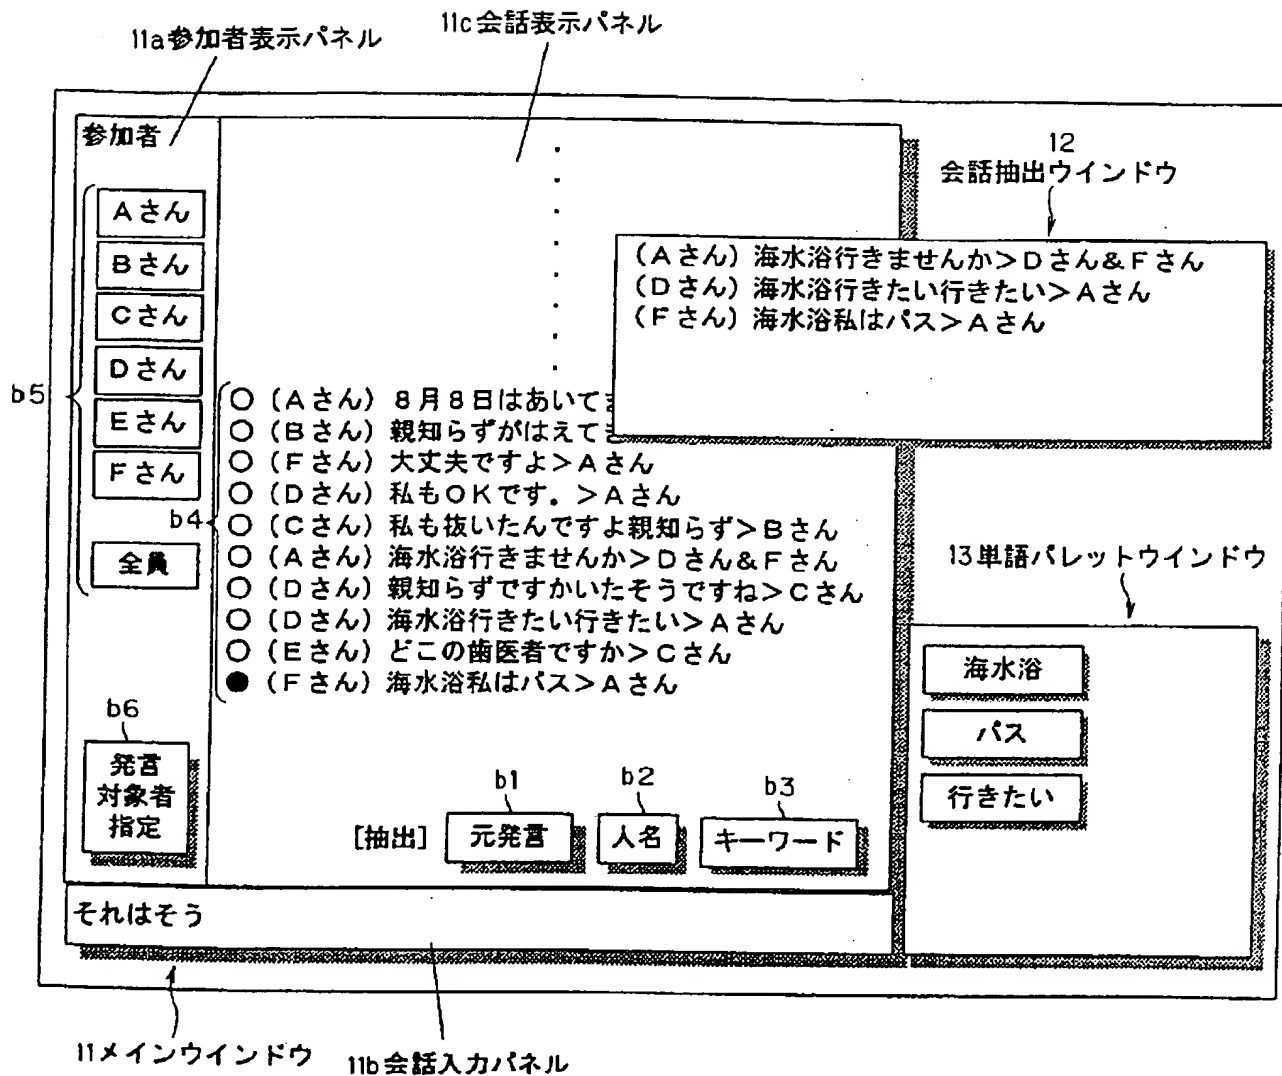 11a参加者表示パネル
11c会話表示パネル
参加者
12
会話抽出ウインドウ
Aさん
Bさん
Cさん
Dさん
Eさん
Fさん
全員
b5
(Aさん) 海水浴行きませんか>Dさん&Fさん
(Dさん) 海水浴行きたい行きたい>Aさん
(Fさん) 海水浴私はパス>Aさん
b4
○ (Aさん) 8月8日はあいて
○ (Bさん) 親知らずがはえて
○ (Fさん) 大丈夫ですよ>Aさん
○ (Dさん) 私もOKです。>Aさん
○ (Cさん) 私も抜いたんですよ親知らず>Bさん
○ (Aさん) 海水浴行きませんか>Dさん&Fさん
○ (Dさん) 親知らずですかいたそうですね>Cさん
○ (Dさん) 海水浴行きたい行きたい>Aさん
○ (Eさん) どこの歯医者ですか>Cさん
● (Fさん) 海水浴私はパス>Aさん
13単語パレットウインドウ
海水浴
パス
行きたい
b6
発言
対象者
指定
b1
b2
b3
[抽出]
元発言
人名
キーワード
それはそう
11メインウインドウ
11b会話入力パネル